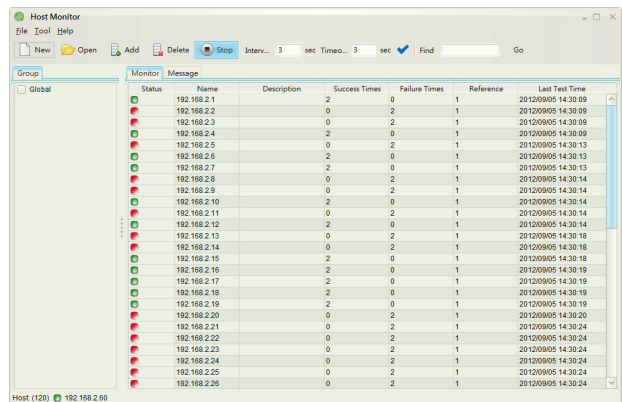 Host Monitor
File Tool Help
New Open Add Delete Stop Interv... 3 sec Timeo... 3 sec Find Go
Group Monitor Message
Global
Status Name Description Success Times Failure Times Reference Last Test Time
192.168.2.1 2 0 1 2012/09/05 14:30:09
192.168.2.2 0 2 1 2012/09/05 14:30:09
192.168.2.3 0 2 1 2012/09/05 14:30:09
192.168.2.4 2 0 1 2012/09/05 14:30:09
192.168.2.5 0 2 1 2012/09/05 14:30:13
192.168.2.6 2 0 1 2012/09/05 14:30:13
192.168.2.7 2 0 1 2012/09/05 14:30:13
192.168.2.8 0 2 1 2012/09/05 14:30:14
192.168.2.9 0 2 1 2012/09/05 14:30:14
192.168.2.10 2 0 1 2012/09/05 14:30:14
192.168.2.11 0 2 1 2012/09/05 14:30:14
192.168.2.12 2 0 1 2012/09/05 14:30:14
192.168.2.13 0 2 1 2012/09/05 14:30:18
192.168.2.14 0 2 1 2012/09/05 14:30:18
192.168.2.15 2 0 1 2012/09/05 14:30:18
192.168.2.16 2 0 1 2012/09/05 14:30:19
192.168.2.17 2 0 1 2012/09/05 14:30:19
192.168.2.18 2 0 1 2012/09/05 14:30:19
192.168.2.19 2 0 1 2012/09/05 14:30:19
192.168.2.20 0 2 1 2012/09/05 14:30:20
192.168.2.21 0 2 1 2012/09/05 14:30:24
192.168.2.22 0 2 1 2012/09/05 14:30:24
192.168.2.23 0 2 1 2012/09/05 14:30:24
192.168.2.24 0 2 1 2012/09/05 14:30:24
192.168.2.25 0 2 1 2012/09/05 14:30:24
192.168.2.26 0 2 1 2012/09/05 14:30:24
Host (120) 192.168.2.60